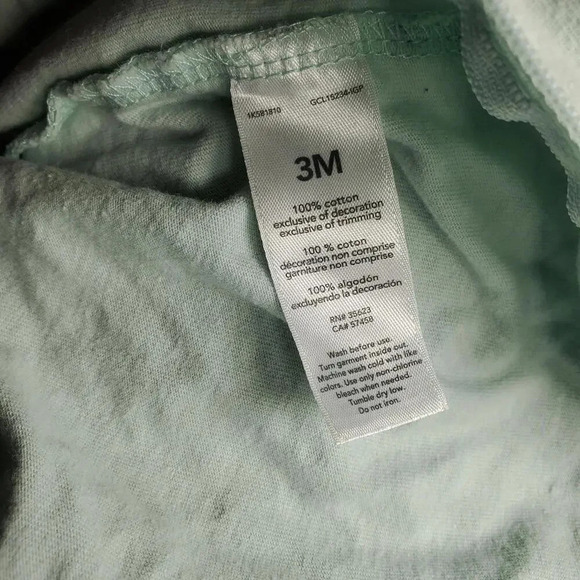 1K581810 GCL15234-IGP
3M
100% cotton
exclusive of decoration
exclusive of trimming
100 % coton
décoration non comprise
garniture non comprise
100% algodón
excluyendo la decoración
RN# 35623
CA# 57458
Wash before use.
Turn garment inside out.
Machine wash cold with like
colors. Use only non-chlorine
bleach when needed.
Tumble dry low.
Do not iron.